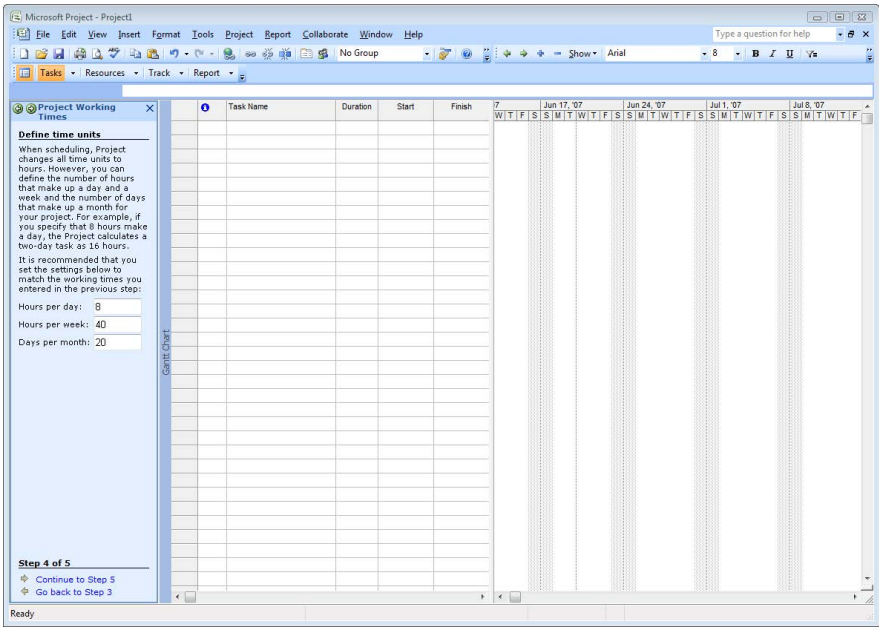 Microsoft Project - Project1
File Edit View Insert Format Tools Project Report Collaborate Window Help
Type a question for help
No Group
Show
Arial
8
B I U
Tasks Resources Track Report
Project Working
Times
Task Name
Duration
Start
Finish
7
Jun 17, '07
Jun 24, '07
Jul 1, '07
Jul 8, '07
W T F S S M T W T F S S M T W T F S S M T W T F S S M T W T F
Define time units
When scheduling, Project
changes all time units to
hours. However, you can
define the number of hours
that make up a day and a
week and the number of days
that make up a month for
your project. For example, if
you specify that 8 hours make
a day, the Project calculates a
two-day task as 16 hours.
It is recommended that you
set the settings below to
match the working times you
entered in the previous step:
Hours per day: 8
Hours per week: 40
Days per month: 20
Gantt Chart
Step 4 of 5
Continue to Step 5
Go back to Step 3
Ready